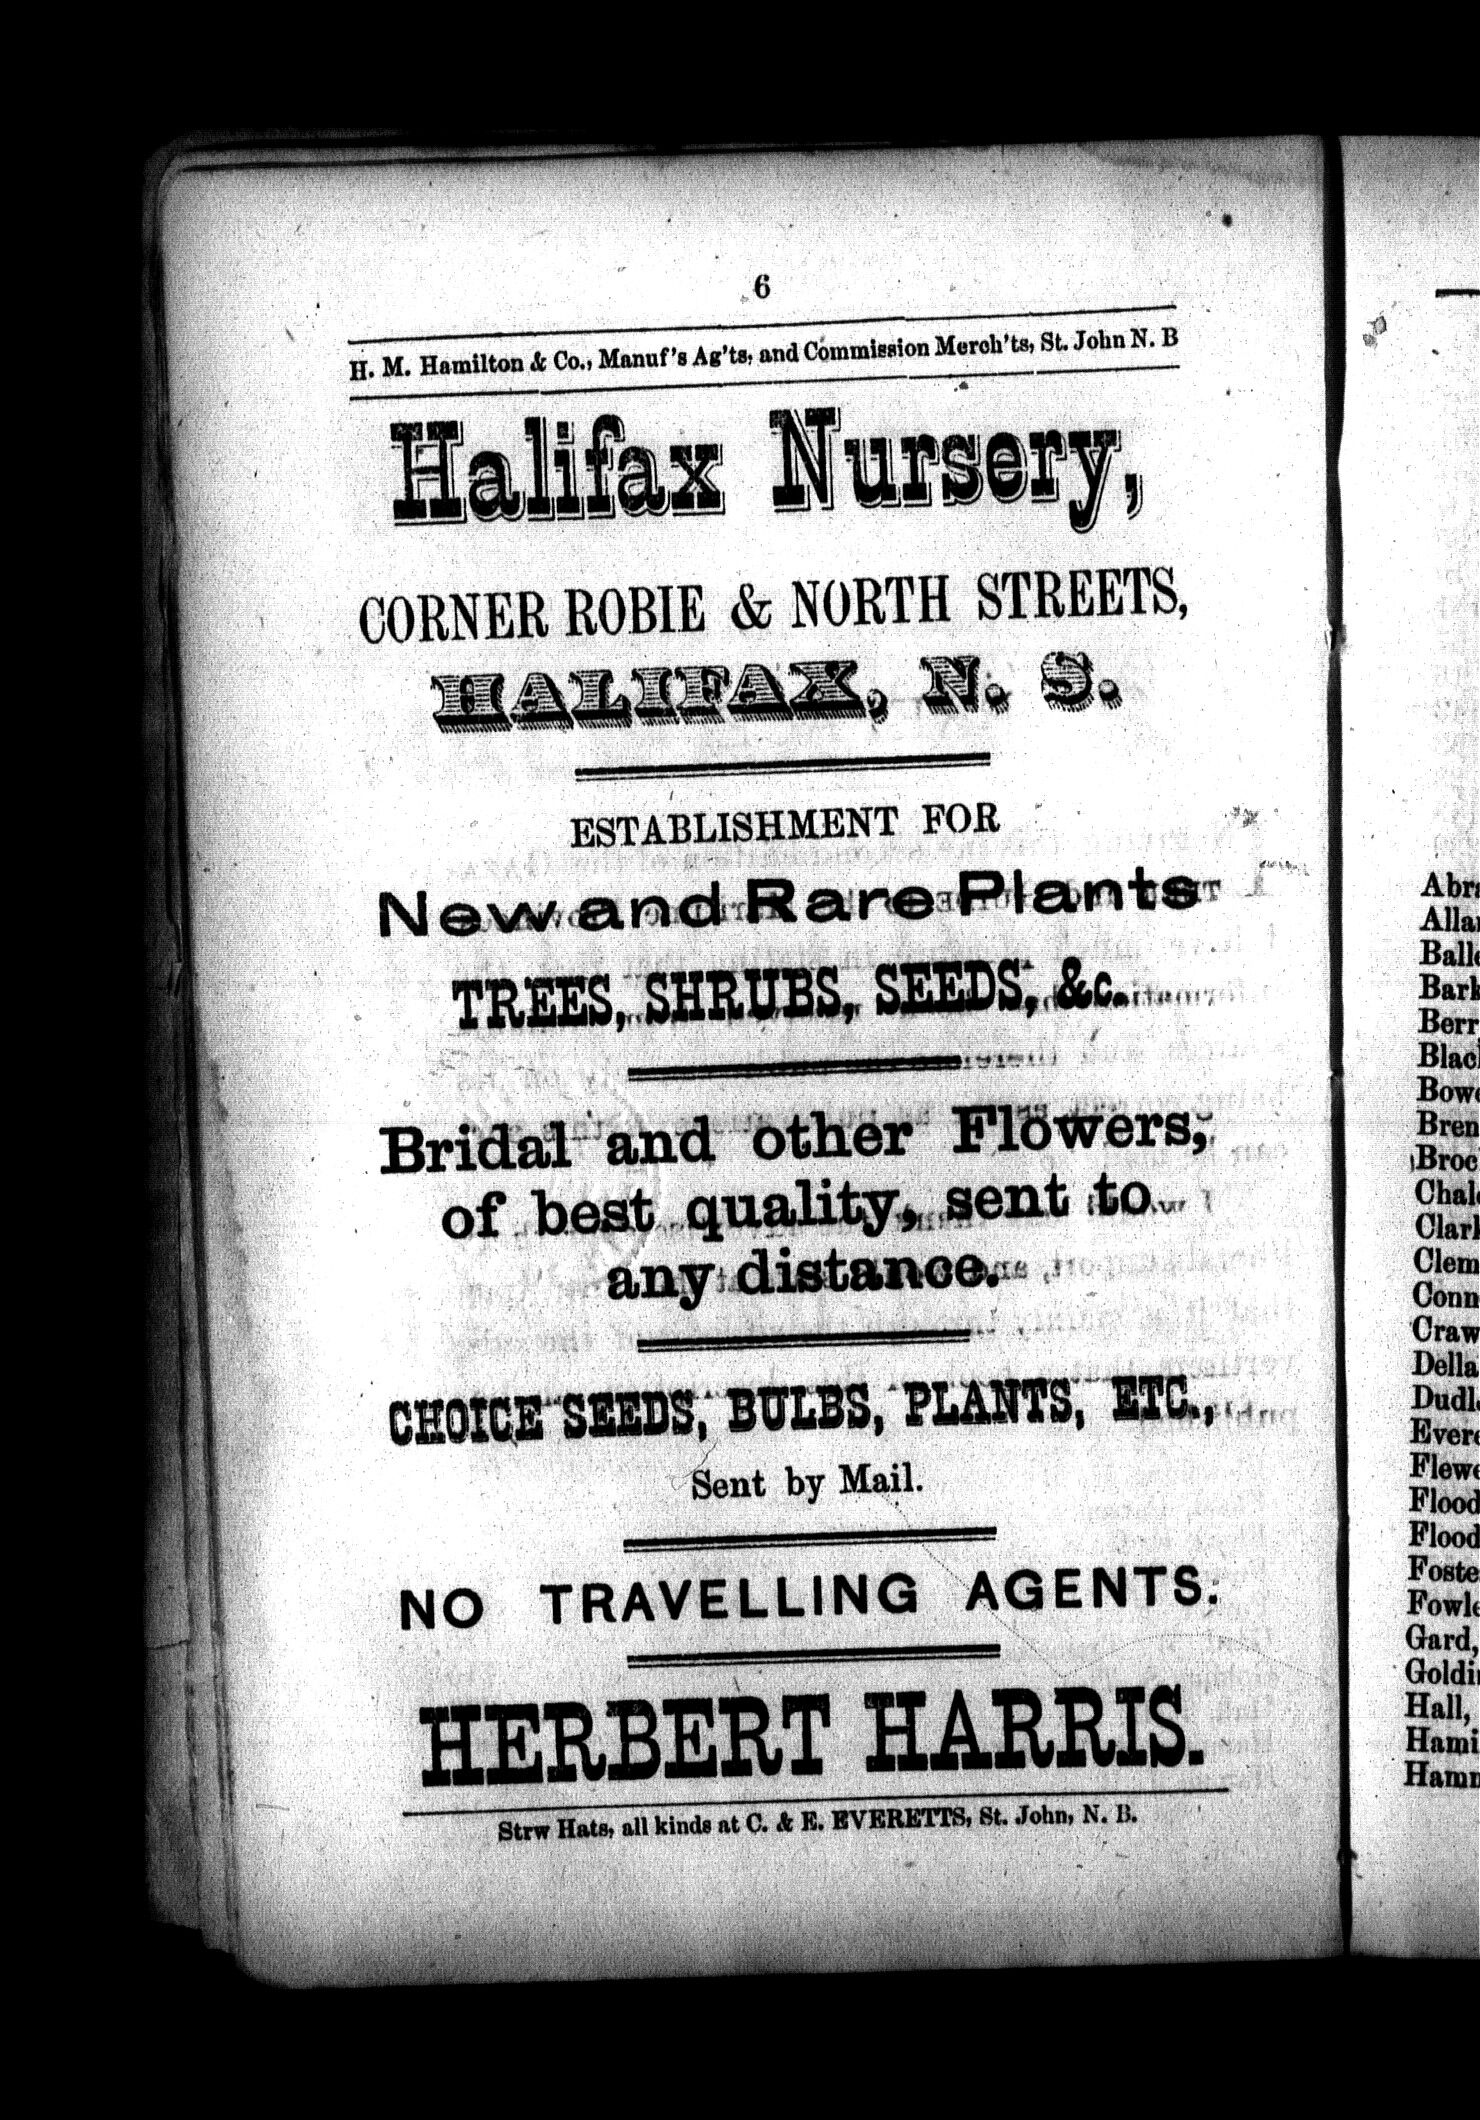 6
H. M. Hamilton & Co., Manuf's Ag'ts, and Commission Merch'ts, St. John N. B
Halifax Nursery,
CORNER ROBIE & NORTH STREETS,
HALIFAX, N. S.
ESTABLISHMENT FOR
New and Rare Plants
TREES, SHRUBS, SEEDS, &c.
Bridal and other Flowers,
of best quality, sent to
any distance.
CHOICE SEEDS, BULBS, PLANTS, ETC.,
Sent by Mail.
NO TRAVELLING AGENTS.
HERBERT HARRIS.
Strw Hats, all kinds at C. & E. EVERETTS, St. John, N. B.
Gard,
Hall,